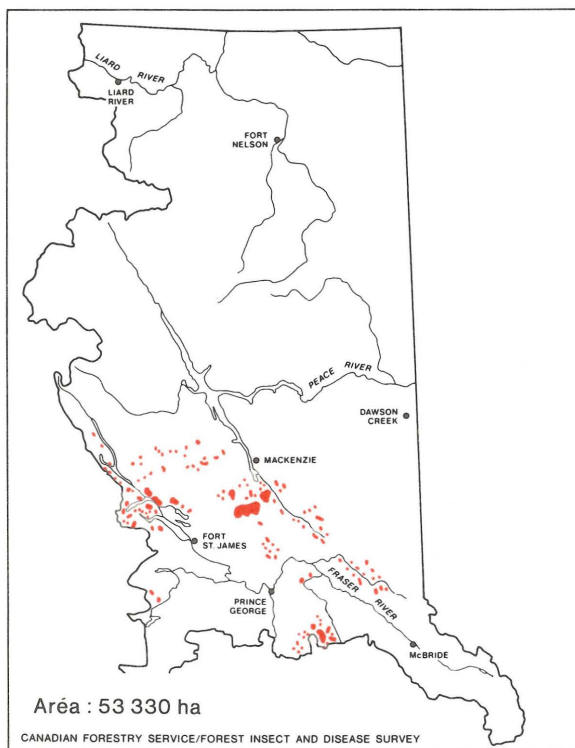 LIARD RIVER
LIARD
RIVER
FORT
NELSON
PEACE RIVER
DAWSON
CREEK
MACKENZIE
FORT
ST. JAMES
FRASER RIVER
PRINCE
GEORGE
McBRIDE
Aréa : 53 330 ha
CANADIAN FORESTRY SERVICE/FOREST INSECT AND DISEASE SURVEY